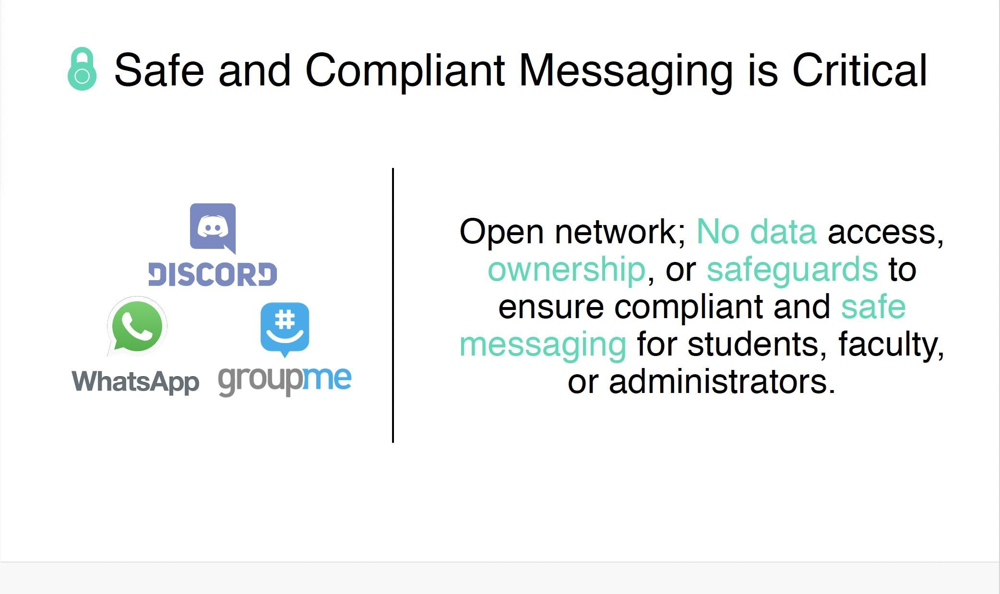 Safe and Compliant Messaging is Critical
DISCORD
WhatsApp
groupme
Open network; No data access,
ownership, or safeguards to
ensure compliant and safe
messaging for students, faculty,
or administrators.